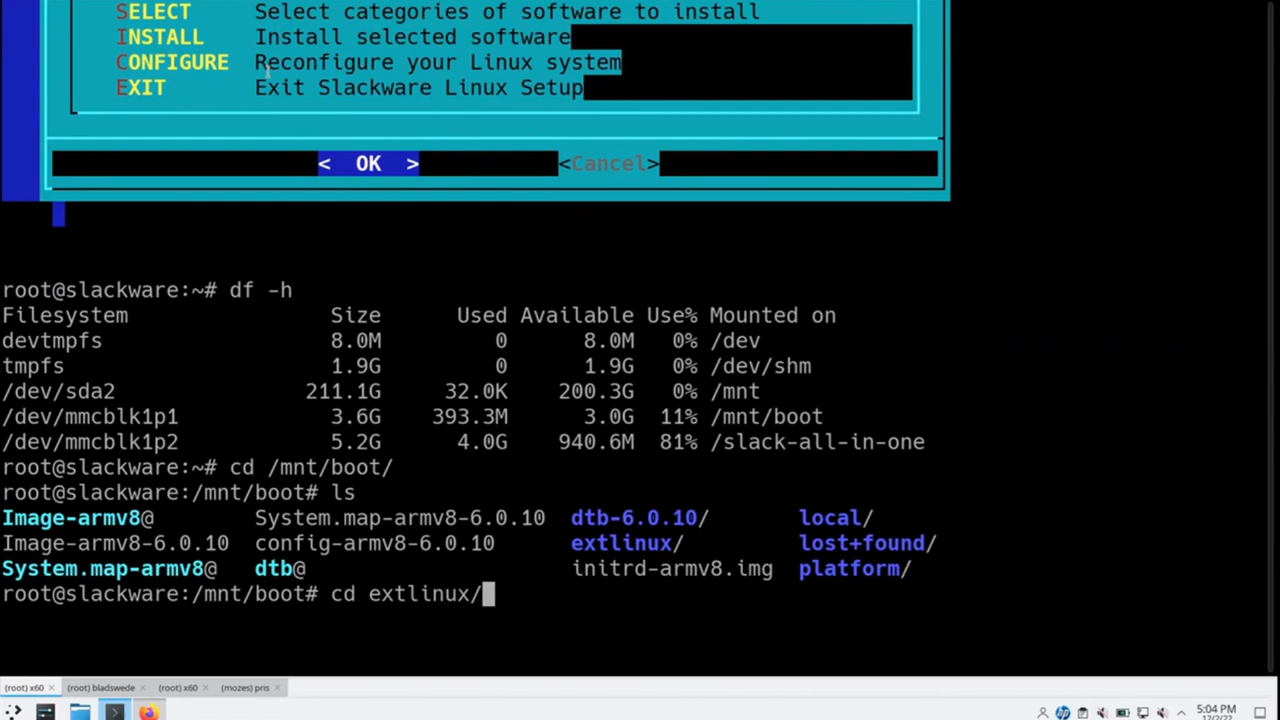 SELECT Select categories of software to install
INSTALL Install selected software
CONFIGURE Reconfigure your Linux system
EXIT Exit Slackware Linux Setup
< OK > <Cancel>
root@slackware:~# df -h
Filesystem Size Used Available Use% Mounted on
devtmpfs 8.0M 0 8.0M 0% /dev
tmpfs 1.9G 0 1.9G 0% /dev/shm
/dev/sda2 211.1G 32.0K 200.3G 0% /mnt
/dev/mmcblk1p1 3.6G 393.3M 3.0G 11% /mnt/boot
/dev/mmcblk1p2 5.2G 4.0G 940.6M 81% /slack-all-in-one
root@slackware:~# cd /mnt/boot/
root@slackware:/mnt/boot# ls
Image-armv8@ System.map-armv8-6.0.10 dtb-6.0.10/ local/
Image-armv8-6.0.10 config-armv8-6.0.10 extlinux/ lost+found/
System.map-armv8@ dtb@ initrd-armv8.img platform/
root@slackware:/mnt/boot# cd extlinux/
(root) x60 (root) bladswede (root) x60 (mozes) pris
5:04 PM
12/2/22